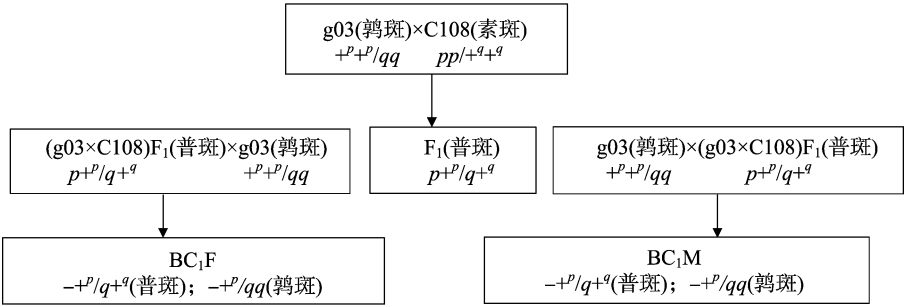 g03(鹑斑)×C108(素斑)
+ᵖ+ᵖ/qq pp/+𐞥+𐞥
(g03×C108)F₁(普斑)×g03(鹑斑)
p+ᵖ/q+𐞥 +ᵖ+ᵖ/qq
F₁(普斑)
p+ᵖ/q+𐞥
g03(鹑斑)×(g03×C108)F₁(普斑)
+ᵖ+ᵖ/qq p+ᵖ/q+𐞥
BC₁F
−+ᵖ/q+𐞥(普斑)；−+ᵖ/qq(鹑斑)
BC₁M
−+ᵖ/q+𐞥(普斑)；−+ᵖ/qq(鹑斑)